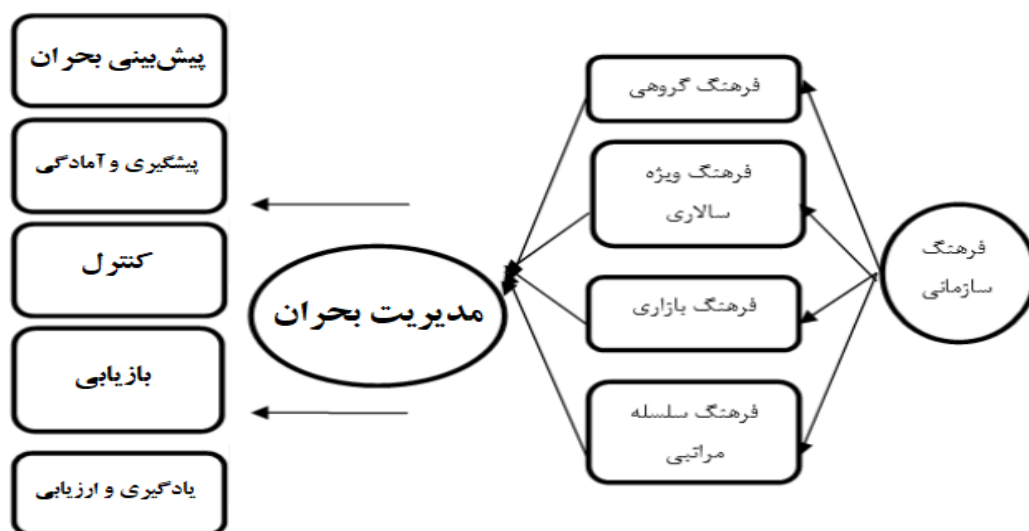 فرهنگ
سازمانی
فرهنگ گروهی
فرهنگ ویژه
سالاری
فرهنگ بازاری
فرهنگ سلسله
مراتبی
مدیریت بحران
پیش‌بینی بحران
پیشگیری و آمادگی
کنترل
بازیابی
یادگیری و ارزیابی